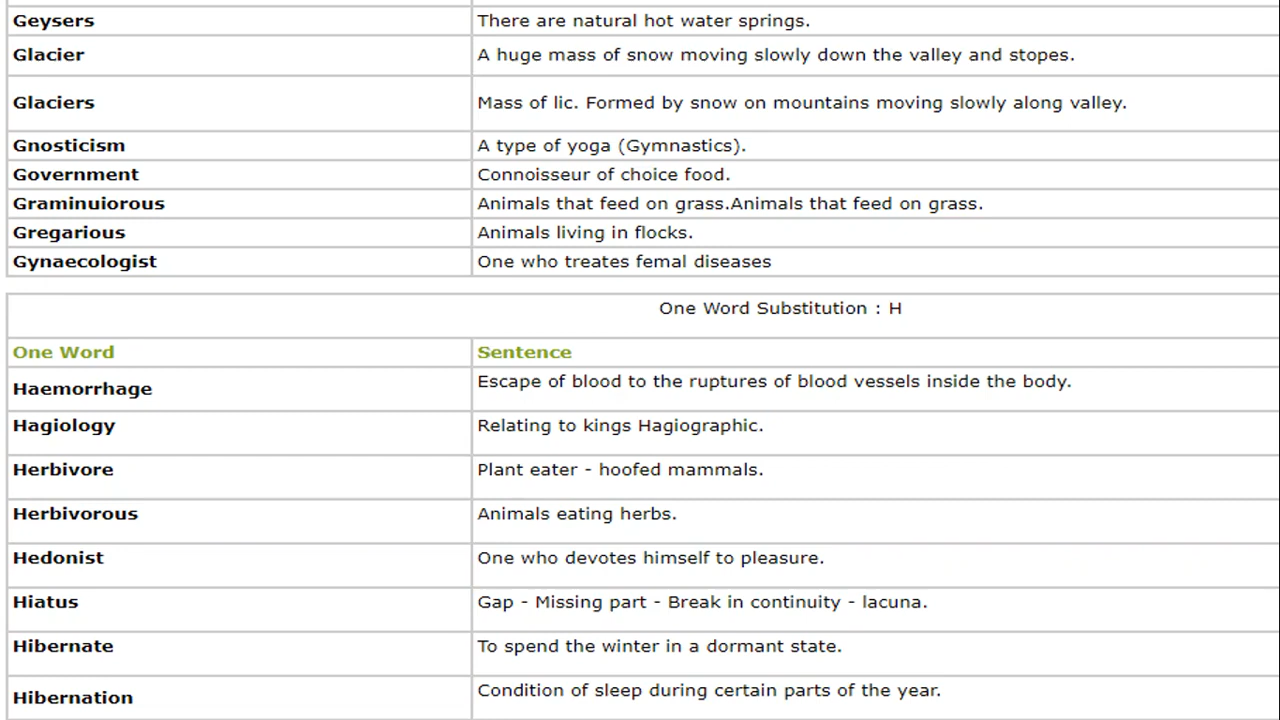 Geysers There are natural hot water springs.
Glacier A huge mass of snow moving slowly down the valley and stopes.
Glaciers Mass of lic. Formed by snow on mountains moving slowly along valley.
Gnosticism A type of yoga (Gymnastics).
Government Connoisseur of choice food.
Graminuiorous Animals that feed on grass.Animals that feed on grass.
Gregarious Animals living in flocks.
Gynaecologist One who treates femal diseases
One Word Substitution : H
One Word Sentence
Haemorrhage Escape of blood to the ruptures of blood vessels inside the body.
Hagiology Relating to kings Hagiographic.
Herbivore Plant eater - hoofed mammals.
Herbivorous Animals eating herbs.
Hedonist One who devotes himself to pleasure.
Hiatus Gap - Missing part - Break in continuity - lacuna.
Hibernate To spend the winter in a dormant state.
Hibernation Condition of sleep during certain parts of the year.